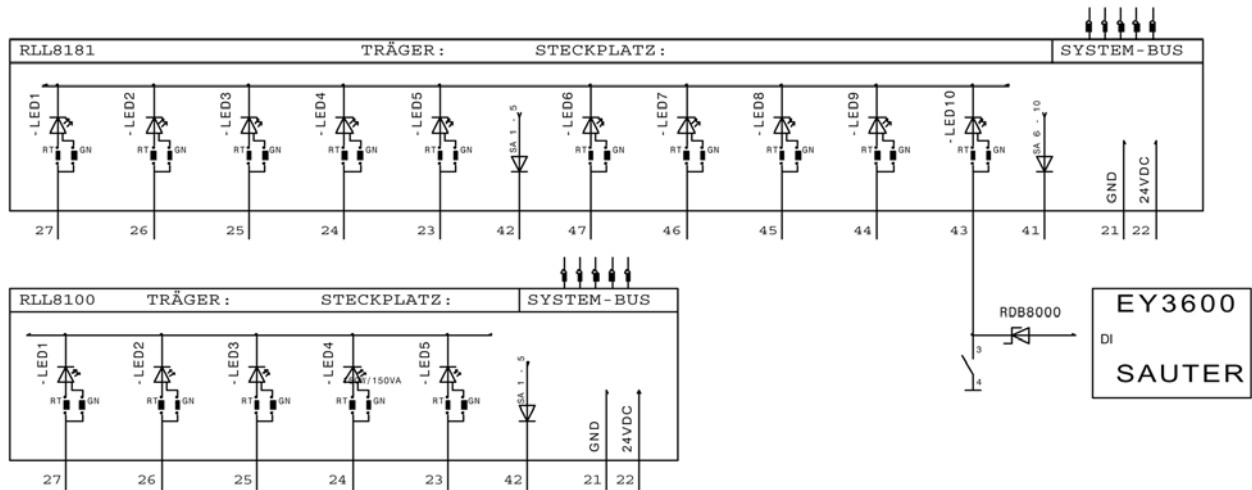 RLL8181 TRÄGER: STECKPLATZ: SYSTEM-BUS
-LED1 -LED2 -LED3 -LED4 -LED5 SA 1 . 5 -LED6 -LED7 -LED8 -LED9 -LED10 SA 6 . 10
RT GN RT GN RT GN RT GN RT GN RT GN RT GN RT GN RT GN RT GN
GND 24VDC
27 26 25 24 23 42 47 46 45 44 43 41 21 22
RLL8100 TRÄGER: STECKPLATZ: SYSTEM-BUS
-LED1 -LED2 -LED3 -LED4 -LED5 SA 1 . 5
/150VA
RT GN RT GN RT GN RT GN RT GN
GND 24VDC
27 26 25 24 23 42 21 22
RDB8000
3
4
EY3600
DI
SAUTER